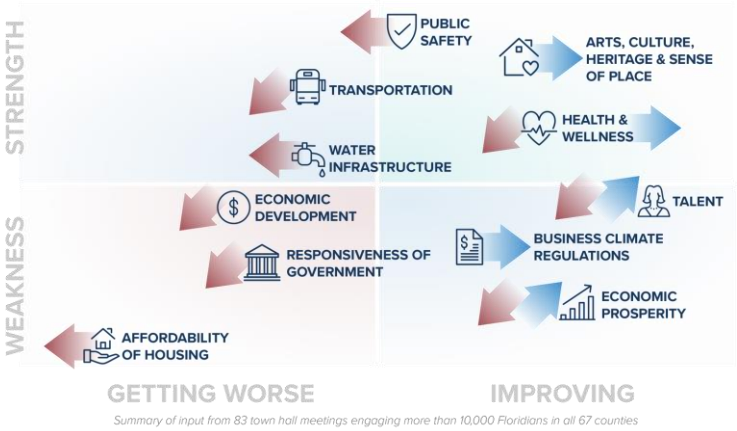 STRENGTH
PUBLIC
SAFETY
ARTS, CULTURE,
HERITAGE & SENSE
OF PLACE
TRANSPORTATION
HEALTH &
WELLNESS
WATER
INFRASTRUCTURE
WEAKNESS
ECONOMIC
DEVELOPMENT
TALENT
RESPONSIVENESS OF
GOVERNMENT
$
$
BUSINESS CLIMATE
REGULATIONS
ECONOMIC
PROSPERITY
AFFORDABILITY
OF HOUSING
GETTING WORSE
IMPROVING
Summary of input from 83 town hall meetings engaging more than 10,000 Floridians in all 67 counties